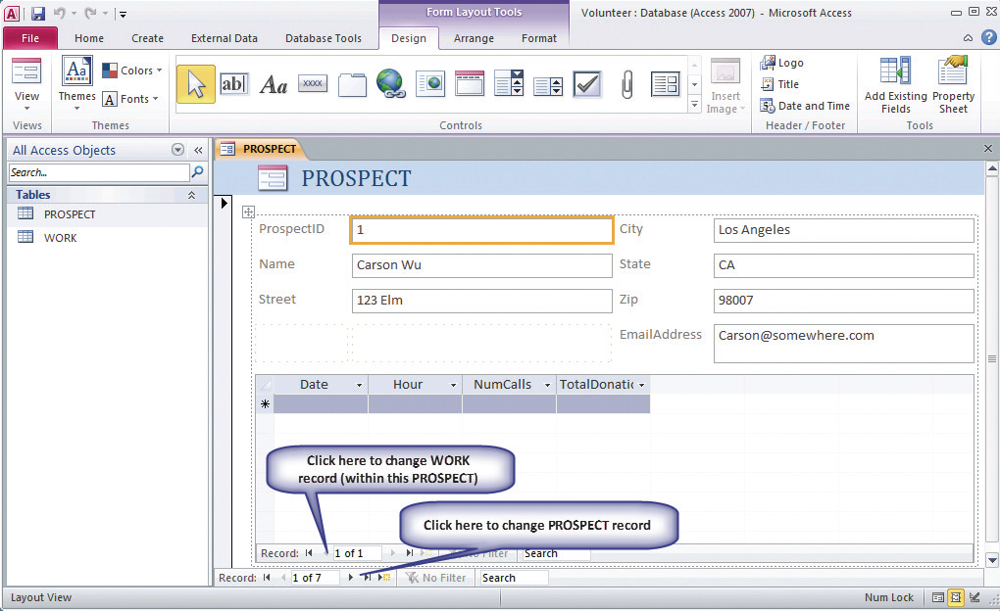 Form Layout Tools
Volunteer : Database (Access 2007) - Microsoft Access
File Home Create External Data Database Tools Design Arrange Format
View
Views
Themes
Colors
Fonts
Themes
Aa
A
ab|
Aa
XXXX
Controls
Insert
Image
Logo
Title
Date and Time
Header / Footer
Add Existing
Fields
Property
Sheet
Tools
All Access Objects
Search...
Tables
PROSPECT
WORK
PROSPECT
PROSPECT
ProspectID 1 City Los Angeles
Name Carson Wu State CA
Street 123 Elm Zip 98007
EmailAddress Carson@somewhere.com
Date Hour NumCalls TotalDonatic
Click here to change WORK
record (within this PROSPECT)
Click here to change PROSPECT record
Record: 1 of 1 Filter Search
Record: 1 of 7 No Filter Search
Layout View Num Lock